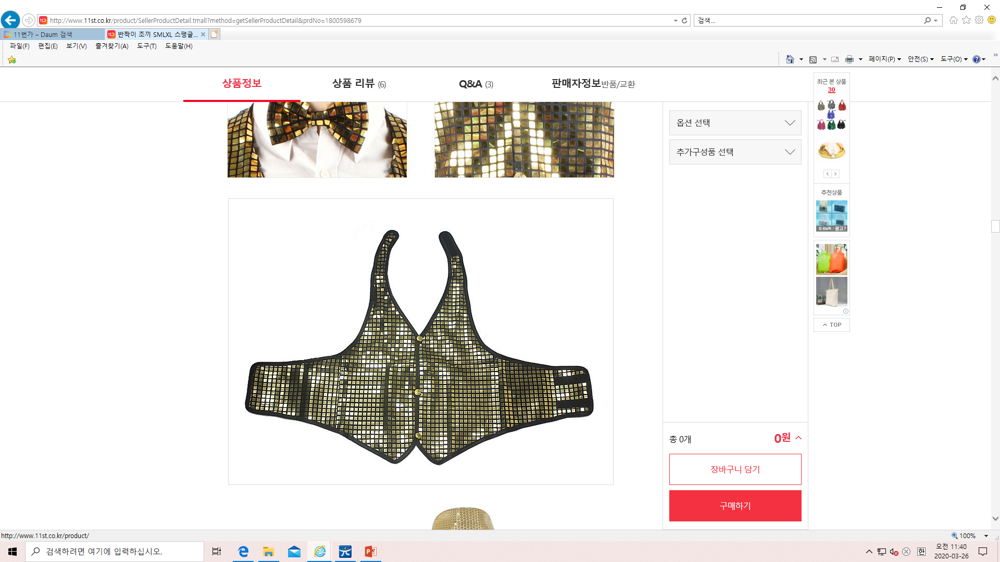 http://www.11st.co.kr/product/SellerProductDetail.tmall?method=getSellerProductDetail&prdNo=1800598679
검색...
11번가 – Daum 검색
반짝이 조끼 SMLXL 스팽글...
파일(F) 편집(E) 보기(V) 즐겨찾기(A) 도구(T) 도움말(H)
페이지(P) 안전(S) 도구(O)
상품정보
상품 리뷰 (6)
Q&A (3)
판매자정보반품/교환
최근 본 상품
30
옵션 선택
추가구성품 선택
추천상품
광고?
TOP
총 0개
0원
장바구니 담기
구매하기
http://www.11st.co.kr/product/
100%
검색하려면 여기에 입력하십시오.
한
오전 11:40
2020-03-26